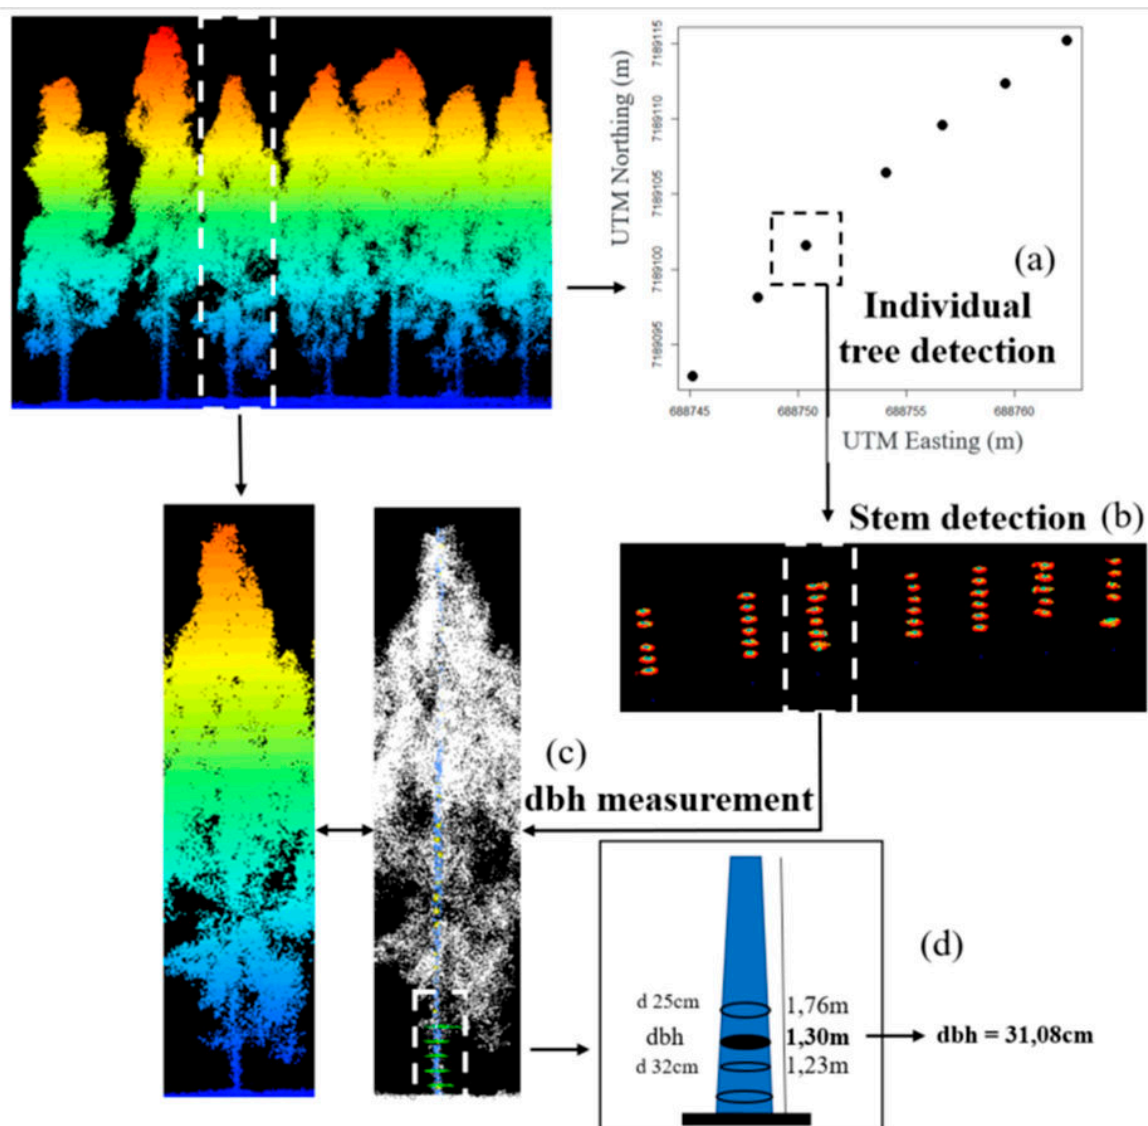 7189115
7189110
7189105
7189100
7189095
UTM Northing (m)
(a)
Individual
tree detection
688745 688750 688755 688760
UTM Easting (m)
Stem detection (b)
(c)
dbh measurement
(d)
d 25cm 1,76m
dbh 1,30m dbh = 31,08cm
d 32cm 1,23m